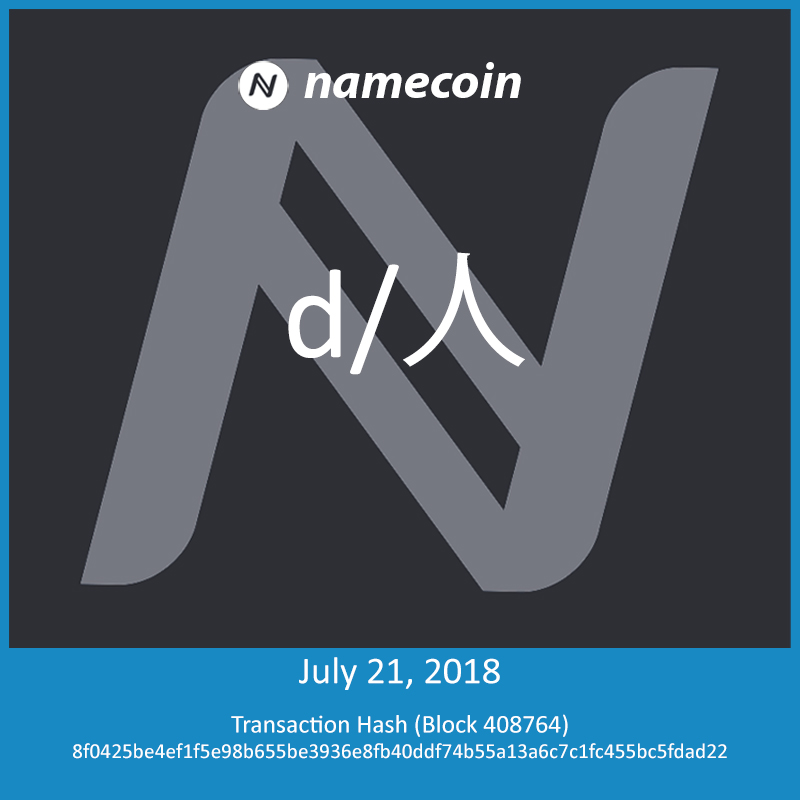 namecoin
d/人
July 21, 2018
Transaction Hash (Block 408764)
8f0425be4ef1f5e98b655be3936e8fb40ddf74b55a13a6c7c1fc455bc5fdad22